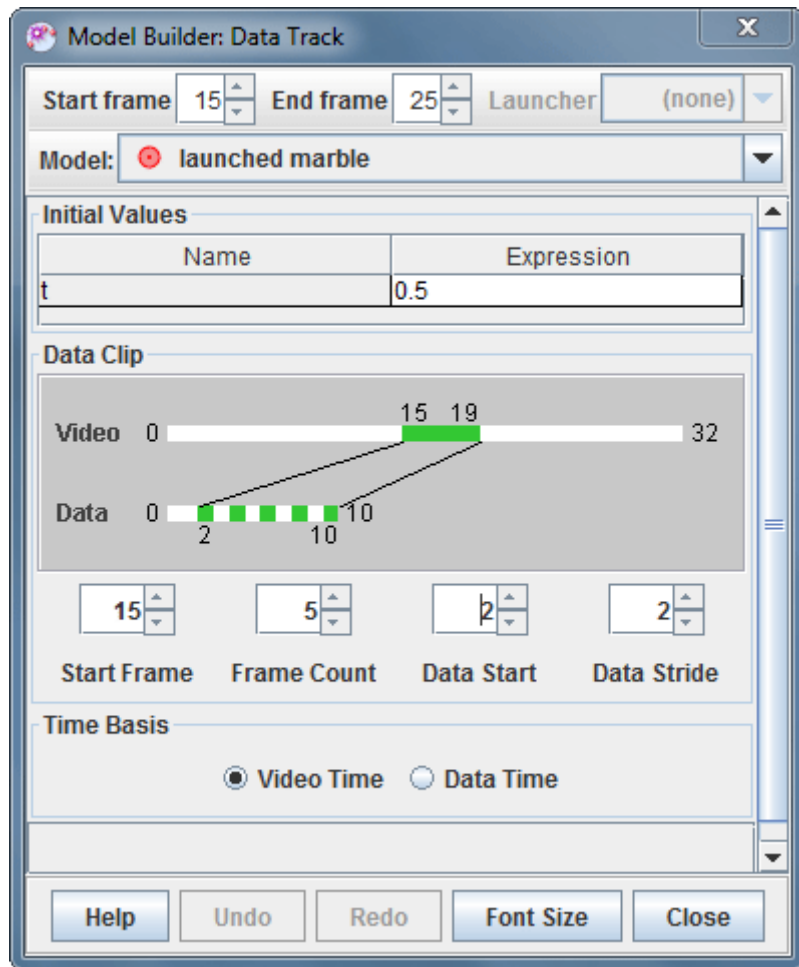 Model Builder: Data Track
Start frame 15 End frame 25 Launcher (none)
Model: launched marble
Initial Values
Name Expression
t 0.5
Data Clip
15 19
Video 0 32
Data 0 10
2 10
15 5 2 2
Start Frame Frame Count Data Start Data Stride
Time Basis
Video Time Data Time
Help Undo Redo Font Size Close